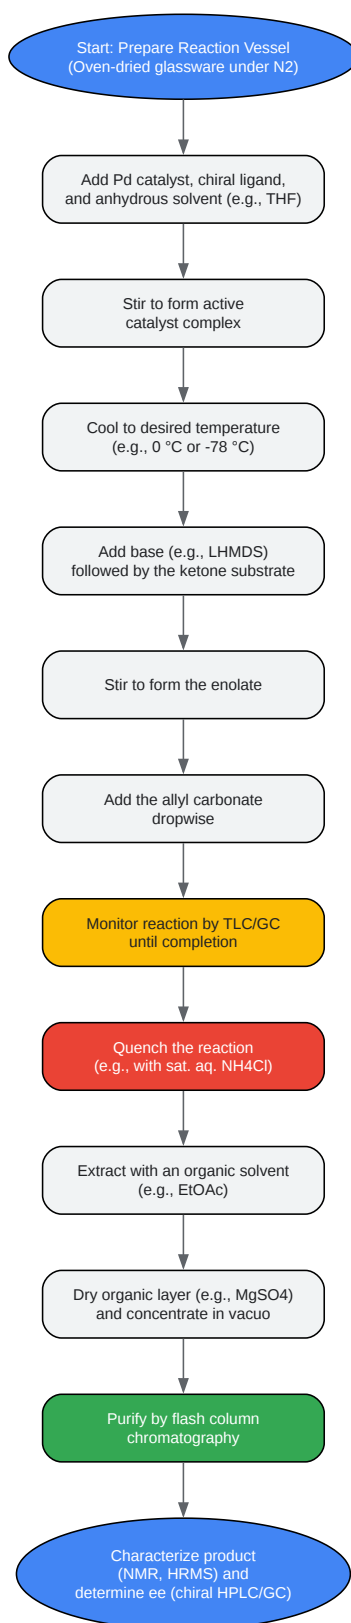 Start: Prepare Reaction Vessel
(Oven-dried glassware under N2)
Add Pd catalyst, chiral ligand,
and anhydrous solvent (e.g., THF)
Stir to form active
catalyst complex
Cool to desired temperature
(e.g., 0 °C or -78 °C)
Add base (e.g., LHMDS)
followed by the ketone substrate
Stir to form the enolate
Add the allyl carbonate
dropwise
Monitor reaction by TLC/GC
until completion
Quench the reaction
(e.g., with sat. aq. NH4Cl)
Extract with an organic solvent
(e.g., EtOAc)
Dry organic layer (e.g., MgSO4)
and concentrate in vacuo
Purify by flash column
chromatography
Characterize product
(NMR, HRMS) and
determine ee (chiral HPLC/GC)